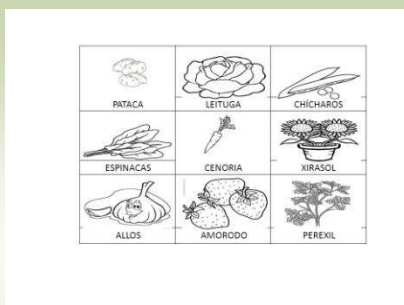 PATACA
LEITUGA
CHÍCHAROS
ESPINACAS
CENORIA
XIRASOL
ALLOS
AMORODO
PEREXIL